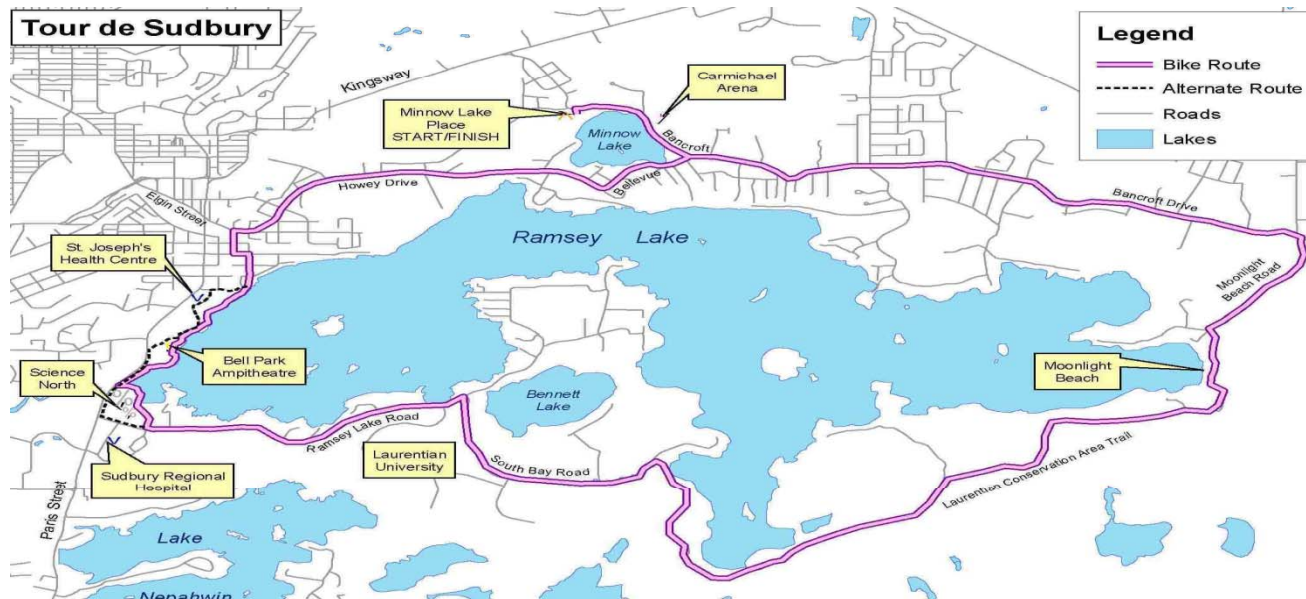 Tour de Sudbury
Legend
Bike Route
Alternate Route
Roads
Lakes
Kingsway
Carmichael
Arena
Minnow Lake
Place
START/FINISH
Minnow
Lake
Bancroft
Bellevue
Howey Drive
Elgin Street
Bancroft Drive
St. Joseph's
Health Centre
Ramsey Lake
Moonlight
Beach Road
Bell Park
Ampitheatre
Science
North
Moonlight
Beach
Bennett
Lake
Ramsey Lake Road
Laurentian
University
South Bay Road
Sudbury Regional
Hospital
Laurentian Conservation Area Trail
Paris Street
Lake
Nepahwin